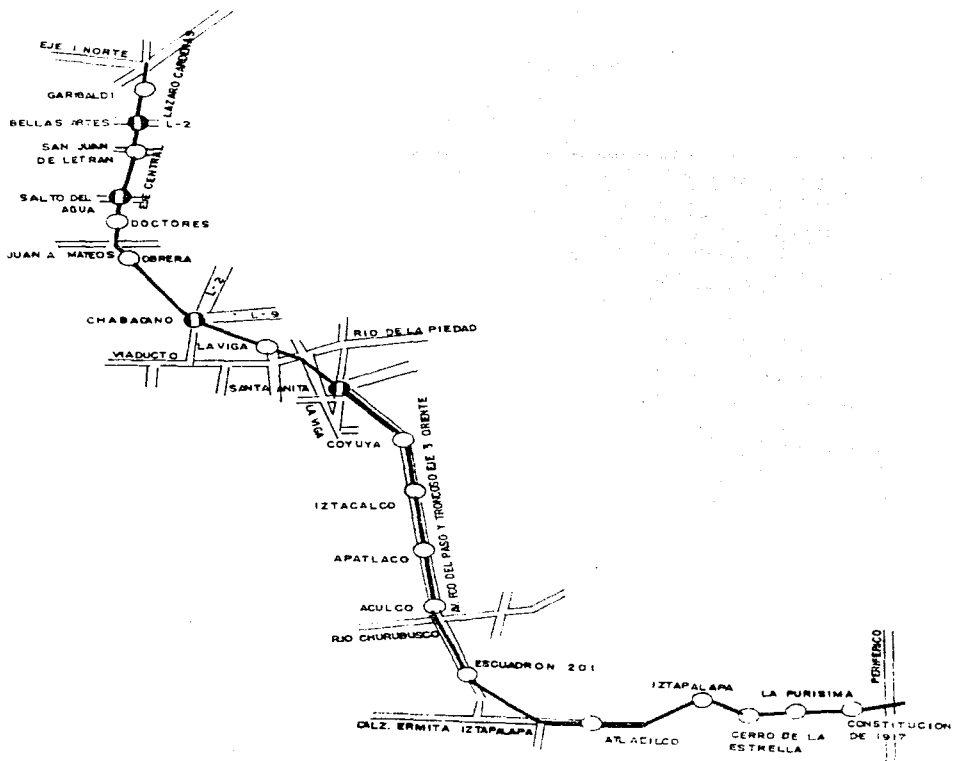 EJE 1 NORTE
LAZARO CARDENAS
GARIBALDI
BELLAS ARTES
L-2
SAN JUAN
DE LETRAN
EJE CENTRAL
SALTO DEL
AGUA
DOCTORES
JUAN A MATEOS
OBRERA
L-2
CHABACANO
L-9
LA VIGA
RIO DE LA PIEDAD
VIADUCTO
SANTA ANITA
LA VIGA
COYUYA
AV. FCO DEL PASO Y TRONCOSO EJE 3 ORIENTE
IZTACALCO
APATLACO
ACULCO
RIO CHURUBUSCO
ESCUADRON 201
PERIFERICO
IZTAPALAPA
LA PURISIMA
CALZ. ERMITA IZTAPALAPA
ATLALILCO
CERRO DE LA
ESTRELLA
CONSTITUCION
DE 1917